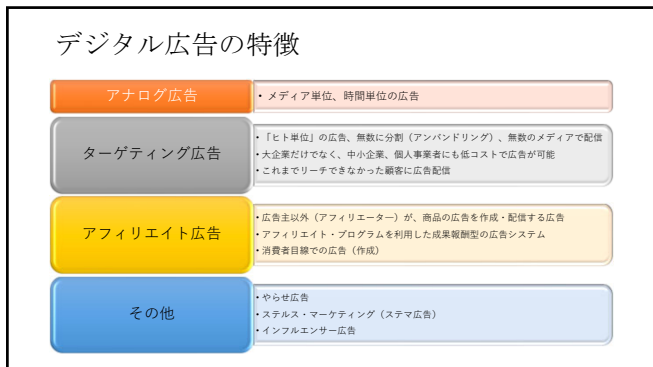 デジタル広告の特徴
アナログ広告
• メディア単位、時間単位の広告
ターゲティング広告
• 「ヒト単位」の広告、無数に分割（アンバンドリング）、無数のメディアで配信
• 大企業だけでなく、中小企業、個人事業者にも低コストで広告が可能
• これまでリーチできなかった顧客に広告配信
アフィリエイト広告
• 広告主以外（アフィリエーター）が、商品の広告を作成・配信する広告
• アフィリエイト・プログラムを利用した成果報酬型の広告システム
• 消費者目線での広告（作成）
その他
• やらせ広告
• ステルス・マーケティング（ステマ広告）
• インフルエンサー広告